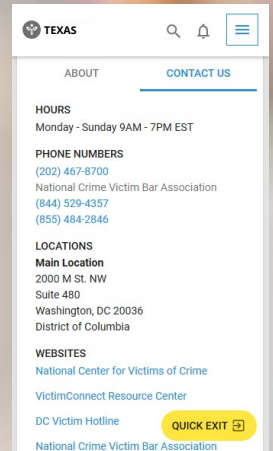 TEXAS
ABOUT
CONTACT US
HOURS
Monday - Sunday 9AM - 7PM EST
PHONE NUMBERS
(202) 467-8700
National Crime Victim Bar Association
(844) 529-4357
(855) 484-2846
LOCATIONS
Main Location
2000 M St. NW
Suite 480
Washington, DC 20036
District of Columbia
WEBSITES
National Center for Victims of Crime
VictimConnect Resource Center
DC Victim Hotline
QUICK EXIT
National Crime Victim Bar Association